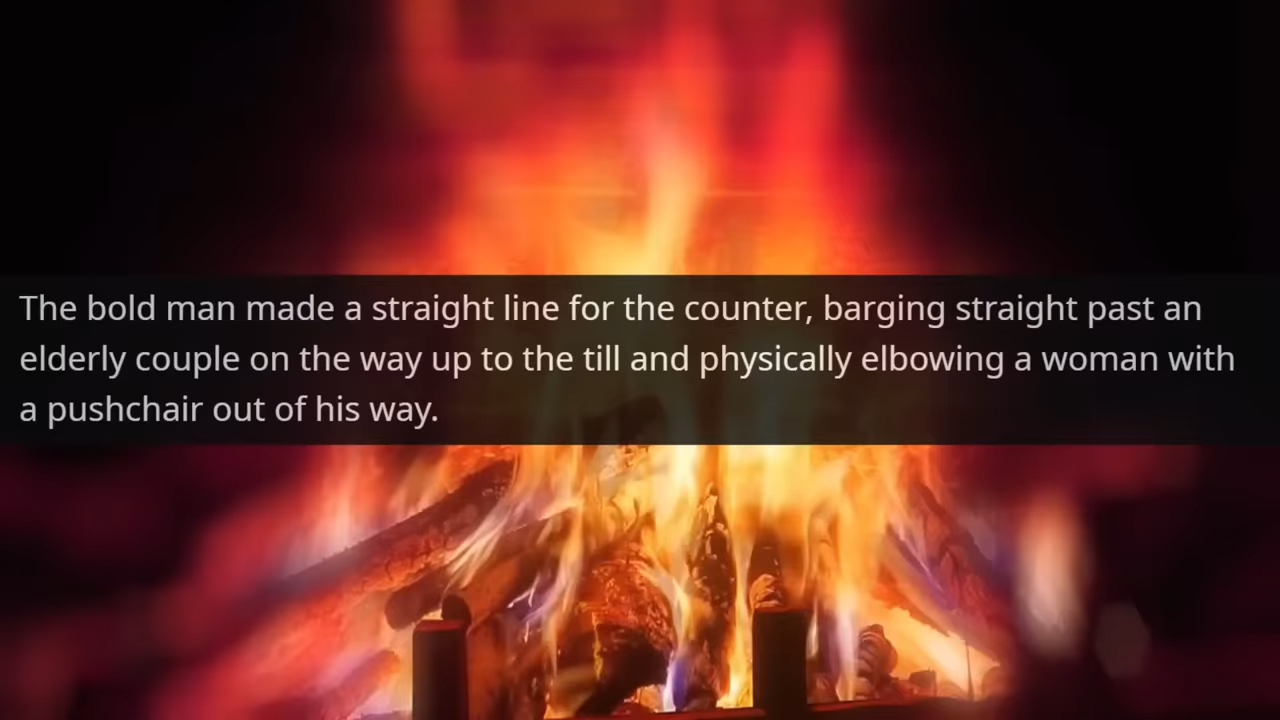 The bold man made a straight line for the counter, barging straight past an
elderly couple on the way up to the till and physically elbowing a woman with
a pushchair out of his way.